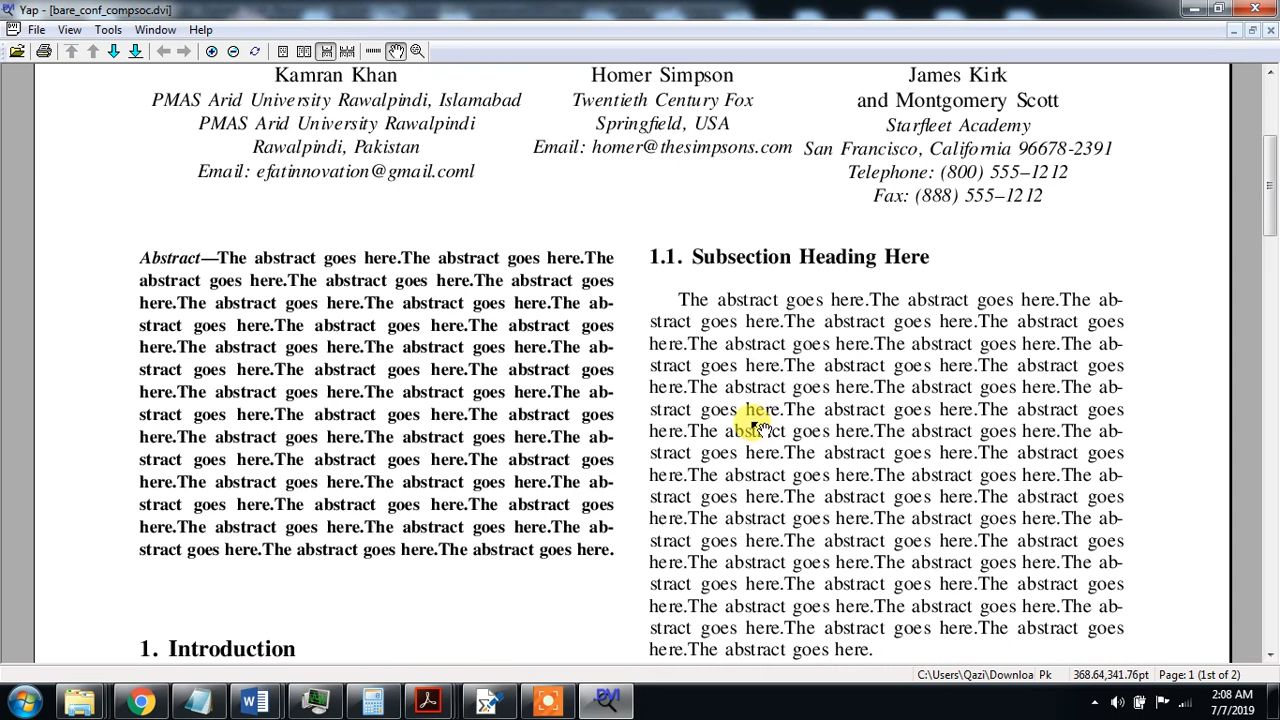 Yap - [bare_conf_compsoc.dvi]
File View Tools Window Help
Kamran Khan
PMAS Arid University Rawalpindi, Islamabad
PMAS Arid University Rawalpindi
Rawalpindi, Pakistan
Email: efatinnovation@gmail.coml
Homer Simpson
Twentieth Century Fox
Springfield, USA
Email: homer@thesimpsons.com
James Kirk
and Montgomery Scott
Starfleet Academy
San Francisco, California 96678-2391
Telephone: (800) 555–1212
Fax: (888) 555–1212
Abstract—The abstract goes here.The abstract goes here.The
abstract goes here.The abstract goes here.The abstract goes
here.The abstract goes here.The abstract goes here.The ab-
stract goes here.The abstract goes here.The abstract goes
here.The abstract goes here.The abstract goes here.The ab-
stract goes here.The abstract goes here.The abstract goes
here.The abstract goes here.The abstract goes here.The ab-
stract goes here.The abstract goes here.The abstract goes
here.The abstract goes here.The abstract goes here.The ab-
stract goes here.The abstract goes here.The abstract goes
here.The abstract goes here.The abstract goes here.The ab-
stract goes here.The abstract goes here.The abstract goes
here.The abstract goes here.The abstract goes here.The ab-
stract goes here.The abstract goes here.The abstract goes here.
1. Introduction
1.1. Subsection Heading Here
The abstract goes here.The abstract goes here.The ab-
stract goes here.The abstract goes here.The abstract goes
here.The abstract goes here.The abstract goes here.The ab-
stract goes here.The abstract goes here.The abstract goes
here.The abstract goes here.The abstract goes here.The ab-
stract goes here.The abstract goes here.The abstract goes
here.The abstract goes here.The abstract goes here.The ab-
stract goes here.The abstract goes here.The abstract goes
here.The abstract goes here.The abstract goes here.The ab-
stract goes here.The abstract goes here.The abstract goes
here.The abstract goes here.The abstract goes here.The ab-
stract goes here.The abstract goes here.The abstract goes
here.The abstract goes here.The abstract goes here.The ab-
stract goes here.The abstract goes here.The abstract goes
here.The abstract goes here.The abstract goes here.The ab-
stract goes here.The abstract goes here.The abstract goes
here.The abstract goes here.
C:\Users\Qazi\Downloa Pk 368.64,341.76pt Page: 1 (1st of 2)
2:08 AM
7/7/2019